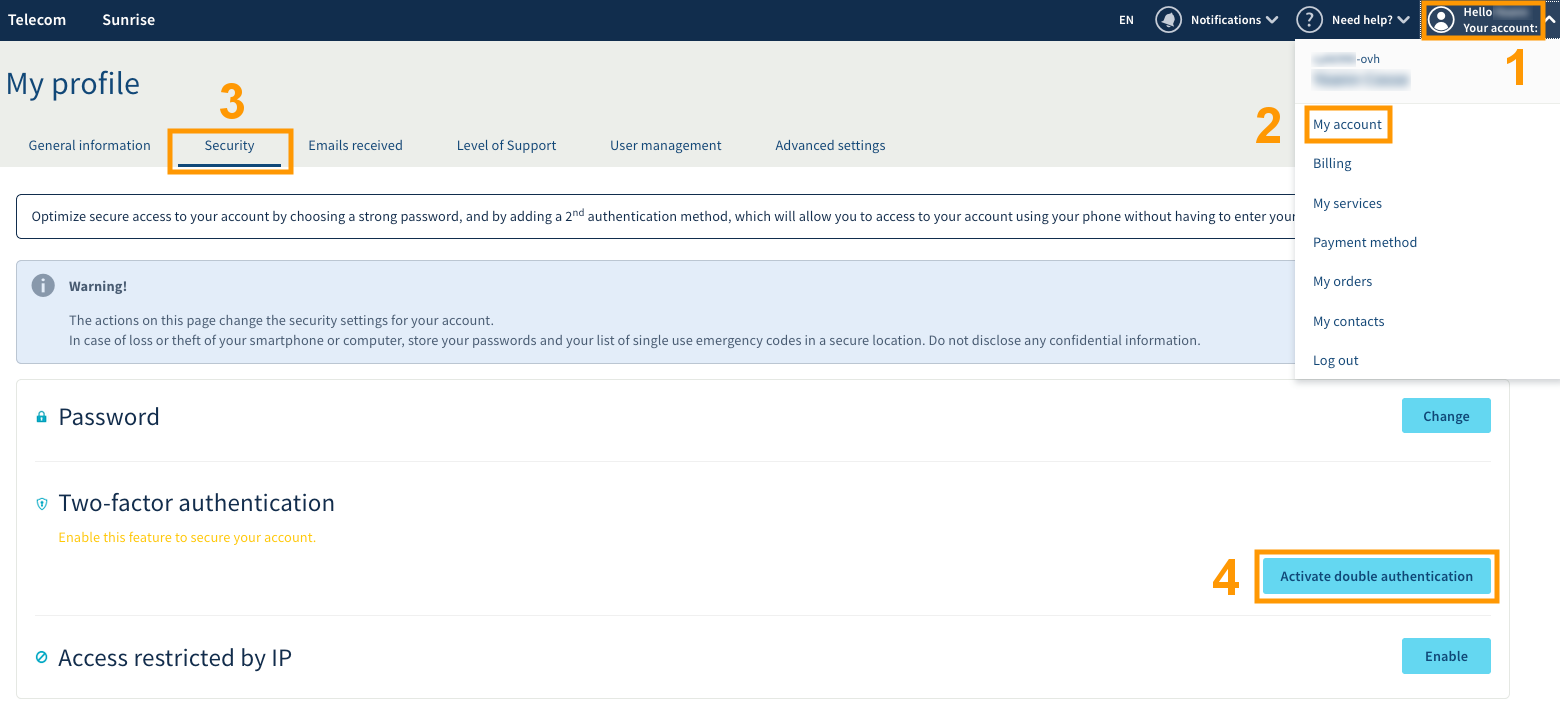 Telecom Sunrise EN Notifications Need help? Hello
Your account:
1
-ovh
My profile
3
General information Security Emails received Level of Support User management Advanced settings
2
My account
Billing
My services
Payment method
My orders
My contacts
Log out
Optimize secure access to your account by choosing a strong password, and by adding a 2nd authentication method, which will allow you to access to your account using your phone without having to enter your
Warning!
The actions on this page change the security settings for your account.
In case of loss or theft of your smartphone or computer, store your passwords and your list of single use emergency codes in a secure location. Do not disclose any confidential information.
Password Change
Two-factor authentication
Enable this feature to secure your account.
4 Activate double authentication
Access restricted by IP Enable